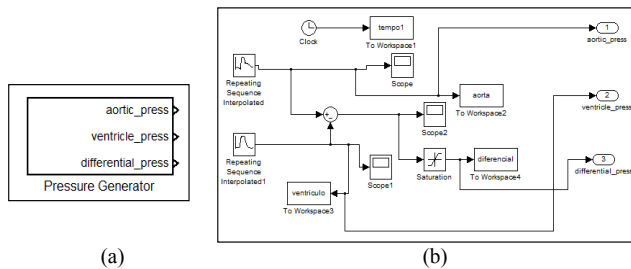 aortic_press
ventricle_press
differential_press
Pressure Generator
(a)
Clock
tempo1
To Workspace1
Repeating
Sequence
Interpolated
Scope
aorta
To Workspace2
1
aortic_press
+
-
Scope2
2
ventricle_press
Repeating
Sequence
Interpolated1
Scope1
Saturation
diferencial
To Workspace4
3
differential_press
ventriculo
To Workspace3
(b)